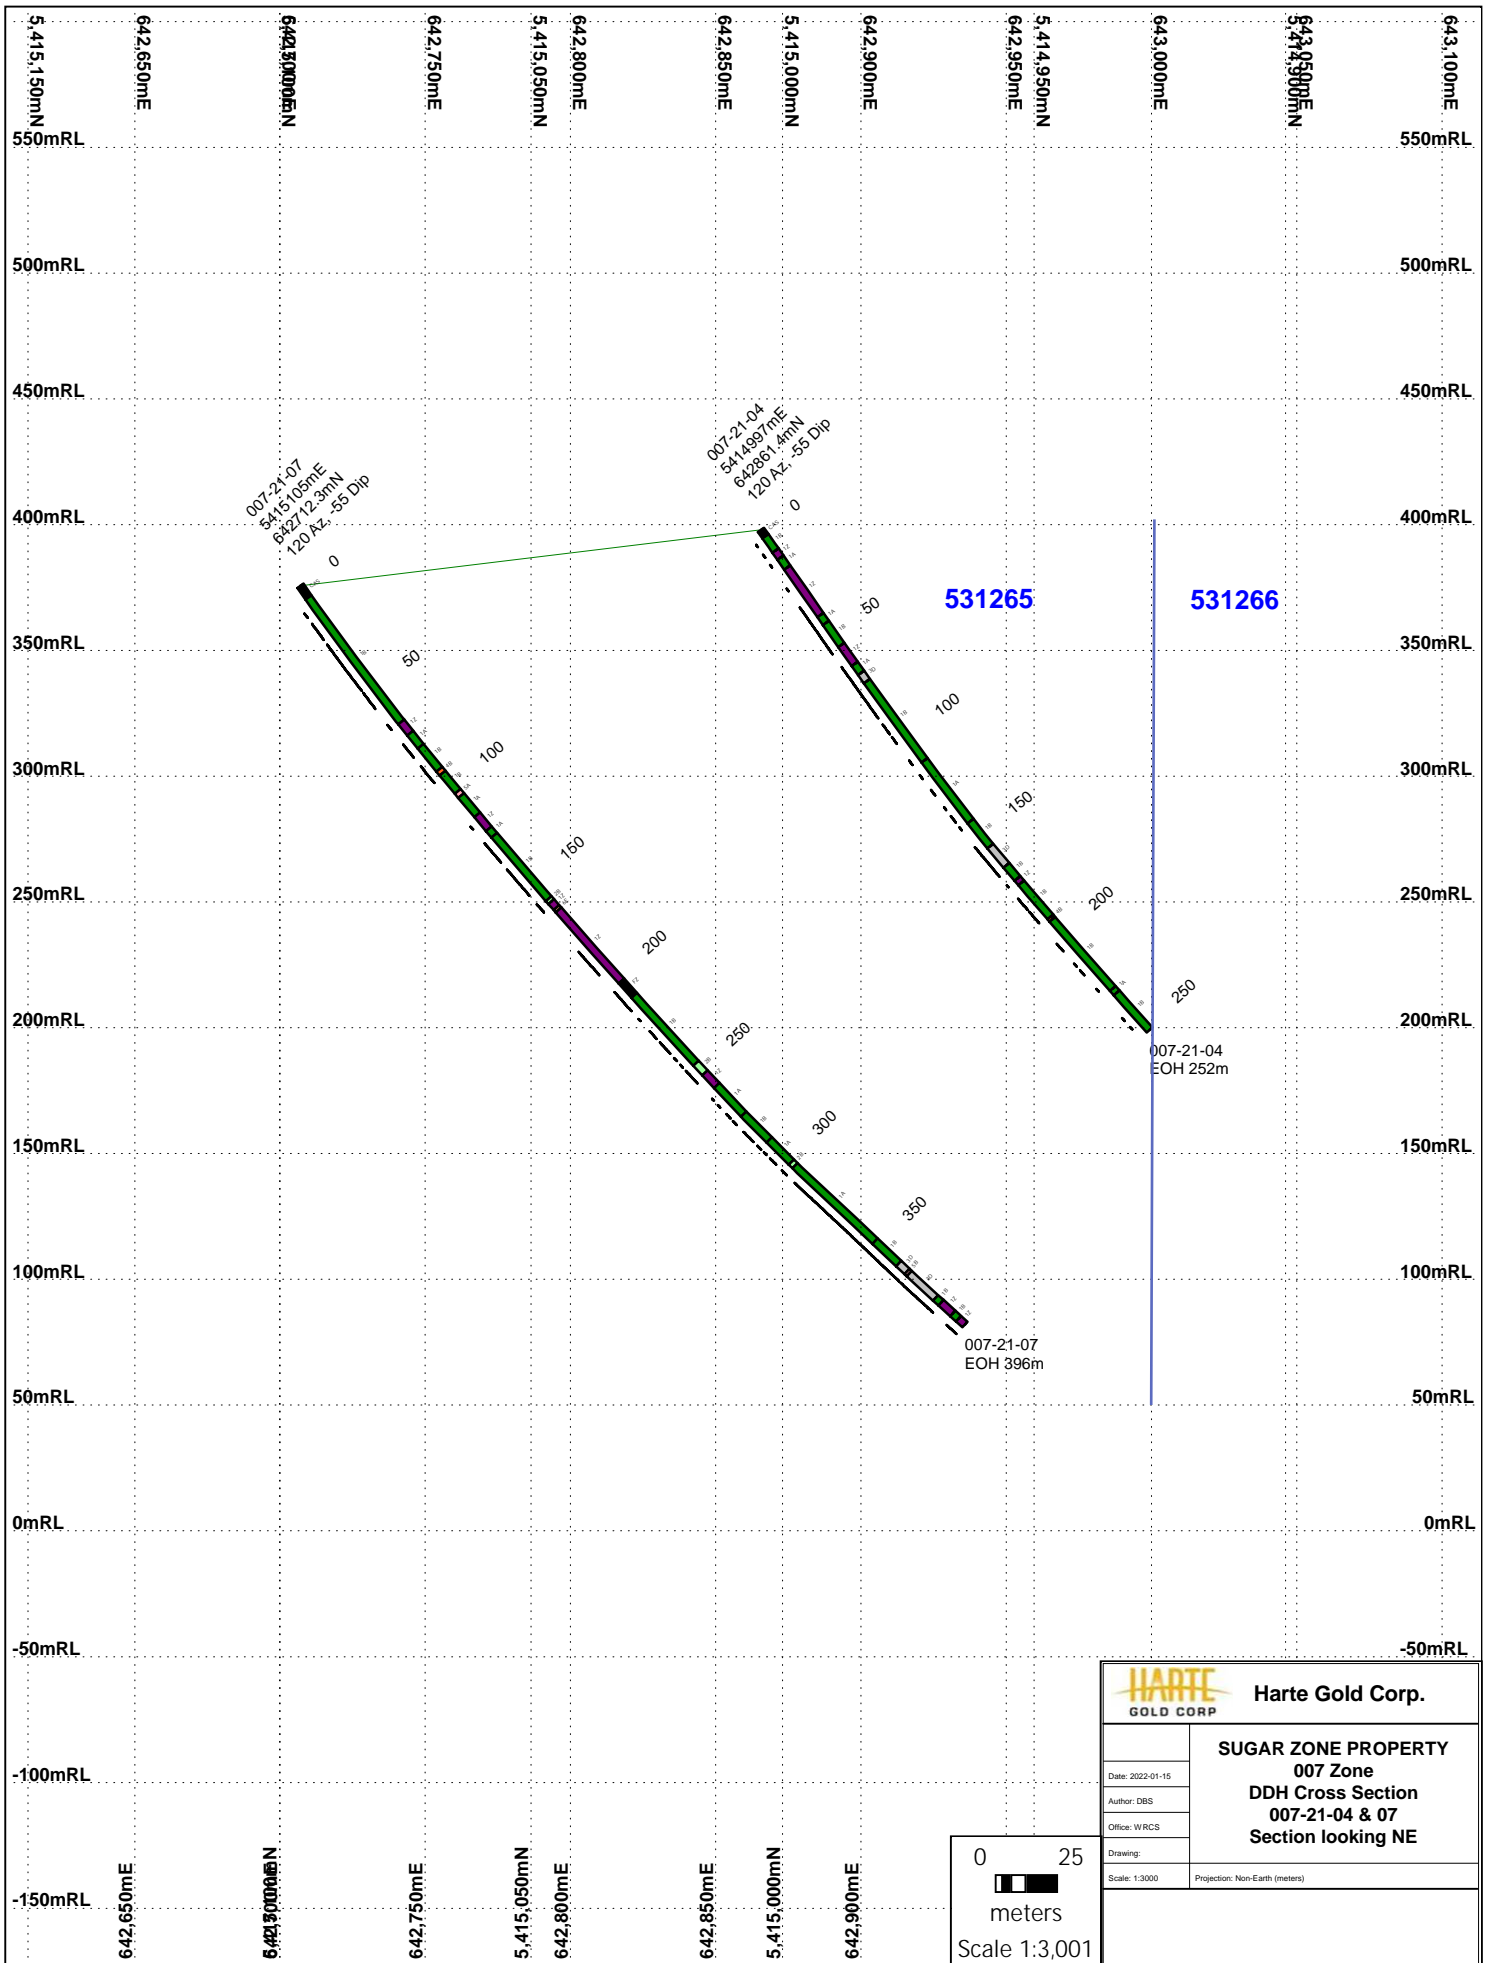 5,415,150mN
642,650mE
642,750mE
5,415,050mN
642,800mE
642,850mE
5,415,000mN
642,900mE
642,950mE
5,414,950mN
643,000mE
643,050mE
5,414,900mN
643,100mE
550mRL 550mRL
500mRL 500mRL
450mRL 450mRL
400mRL 400mRL
350mRL 350mRL
300mRL 300mRL
250mRL 250mRL
200mRL 200mRL
150mRL 150mRL
100mRL 100mRL
50mRL 50mRL
0mRL 0mRL
-50mRL -50mRL
-100mRL
-150mRL
007-21-07
5415105mE
642712.3mN
120 Az, -55 Dip
0
50
100
150
200
250
300
350
007-21-07
EOH 396m
007-21-04
5414997mE
642861.4mN
120 Az, -55 Dip
0
50
100
150
200
250
007-21-04
EOH 252m
531265
531266
642,650mE
642,750mE
5,415,050mN
642,800mE
642,850mE
5,415,000mN
642,900mE
0 25
meters
Scale 1:3,001
HARTE
GOLD CORP
Harte Gold Corp.
SUGAR ZONE PROPERTY
007 Zone
DDH Cross Section
007-21-04 & 07
Section looking NE
Date: 2022-01-15
Author: DBS
Office: WRCS
Drawing:
Scale: 1:3000
Projection: Non-Earth (meters)